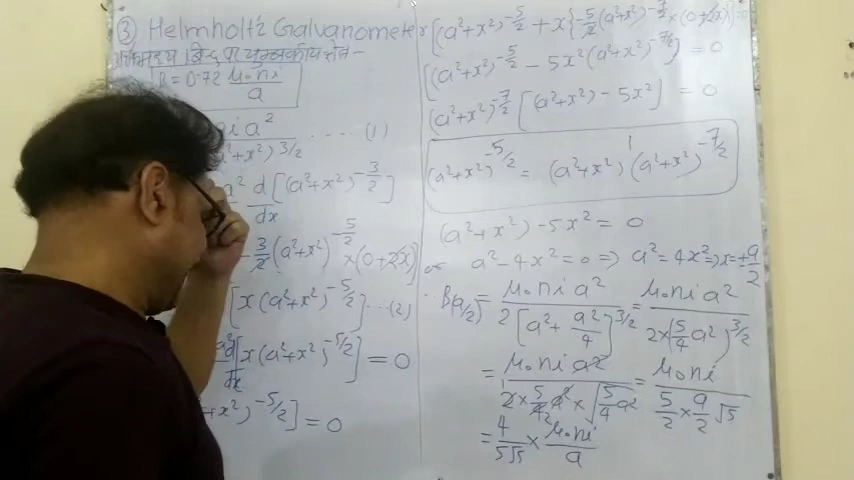 ③ Helmholtz Galvanometer
B = 0.72 μ₀ni/a
nia²/(a²+x²)^3/2 ..... (1)
a² d/dx [(a²+x²)^-3/2]
-3/2 (a²+x²)^-5/2 × (0+2x)
[x(a²+x²)^-5/2] ...(2)
d/dx [x(a²+x²)^-5/2] = 0
+x²)^-5/2] = 0
[(a²+x²)^-5/2 + x{-5/2 (a²+x²)^-7/2 × (0+2x)}] = 0
[(a²+x²)^-5/2 - 5x²(a²+x²)^-7/2] = 0
(a²+x²)^-7/2 [(a²+x²) - 5x²] = 0
(a²+x²)^-5/2 = (a²+x²)^1 (a²+x²)^-7/2
(a²+x²) - 5x² = 0
or a² - 4x² = 0 ⇒ a² = 4x² ⇒ x = ± a/2
B(a/2) = μ₀nia²/2[a² + a²/4]^3/2 = μ₀nia²/2×(5/4 a²)^3/2
= μ₀nia²/2×5/4 a²×√5/4 a² = μ₀ni/5/2 × a/2 √5
= 4/5√5 × μ₀ni/a